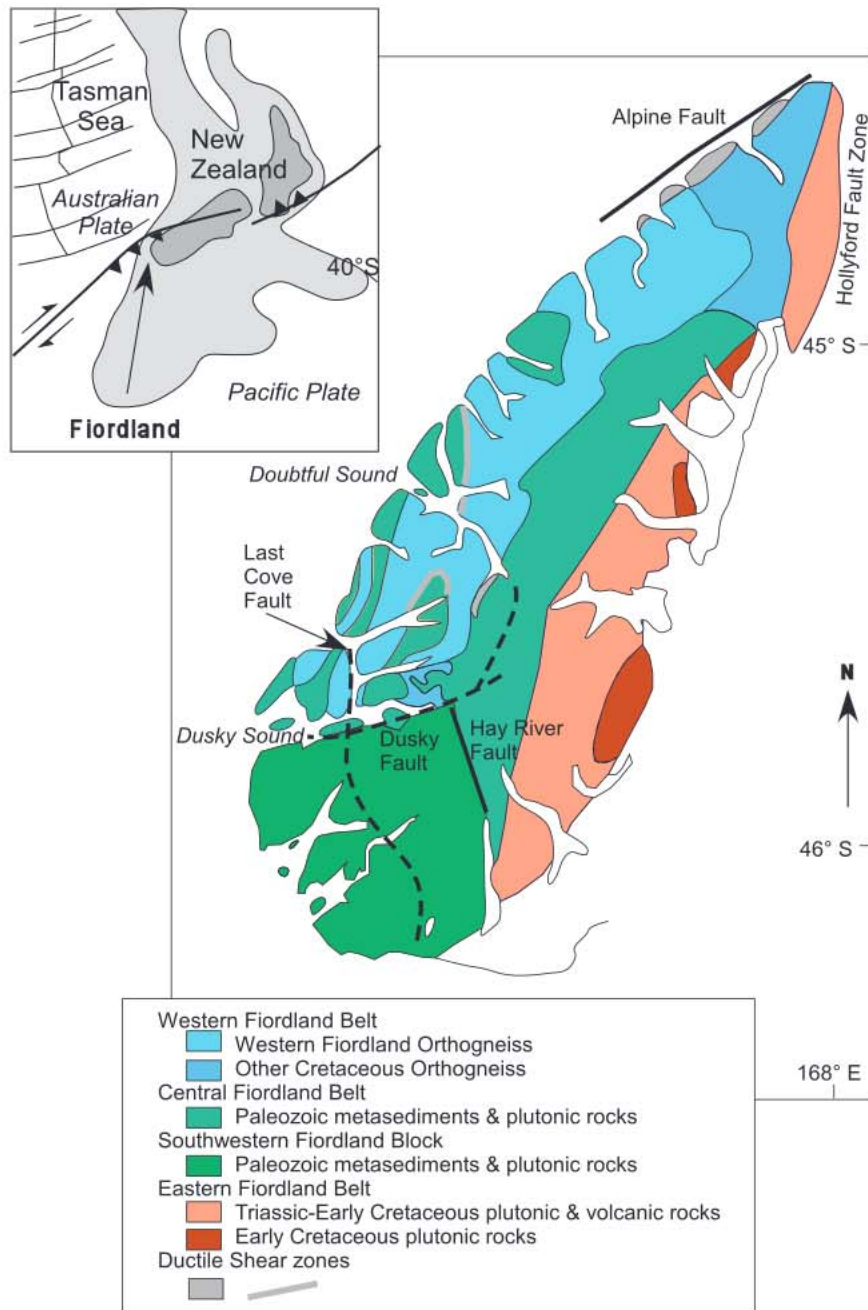 Tasman
Sea
New
Zealand
Australian
Plate
40°S
Pacific Plate
Fiordland
Alpine Fault
Hollyford Fault Zone
45° S
Doubtful Sound
Last
Cove
Fault
N
Dusky Sound
Dusky
Fault
Hay River
Fault
46° S
168° E
Western Fiordland Belt
Western Fiordland Orthogneiss
Other Cretaceous Orthogneiss
Central Fiordland Belt
Paleozoic metasediments & plutonic rocks
Southwestern Fiordland Block
Paleozoic metasediments & plutonic rocks
Eastern Fiordland Belt
Triassic-Early Cretaceous plutonic & volcanic rocks
Early Cretaceous plutonic rocks
Ductile Shear zones